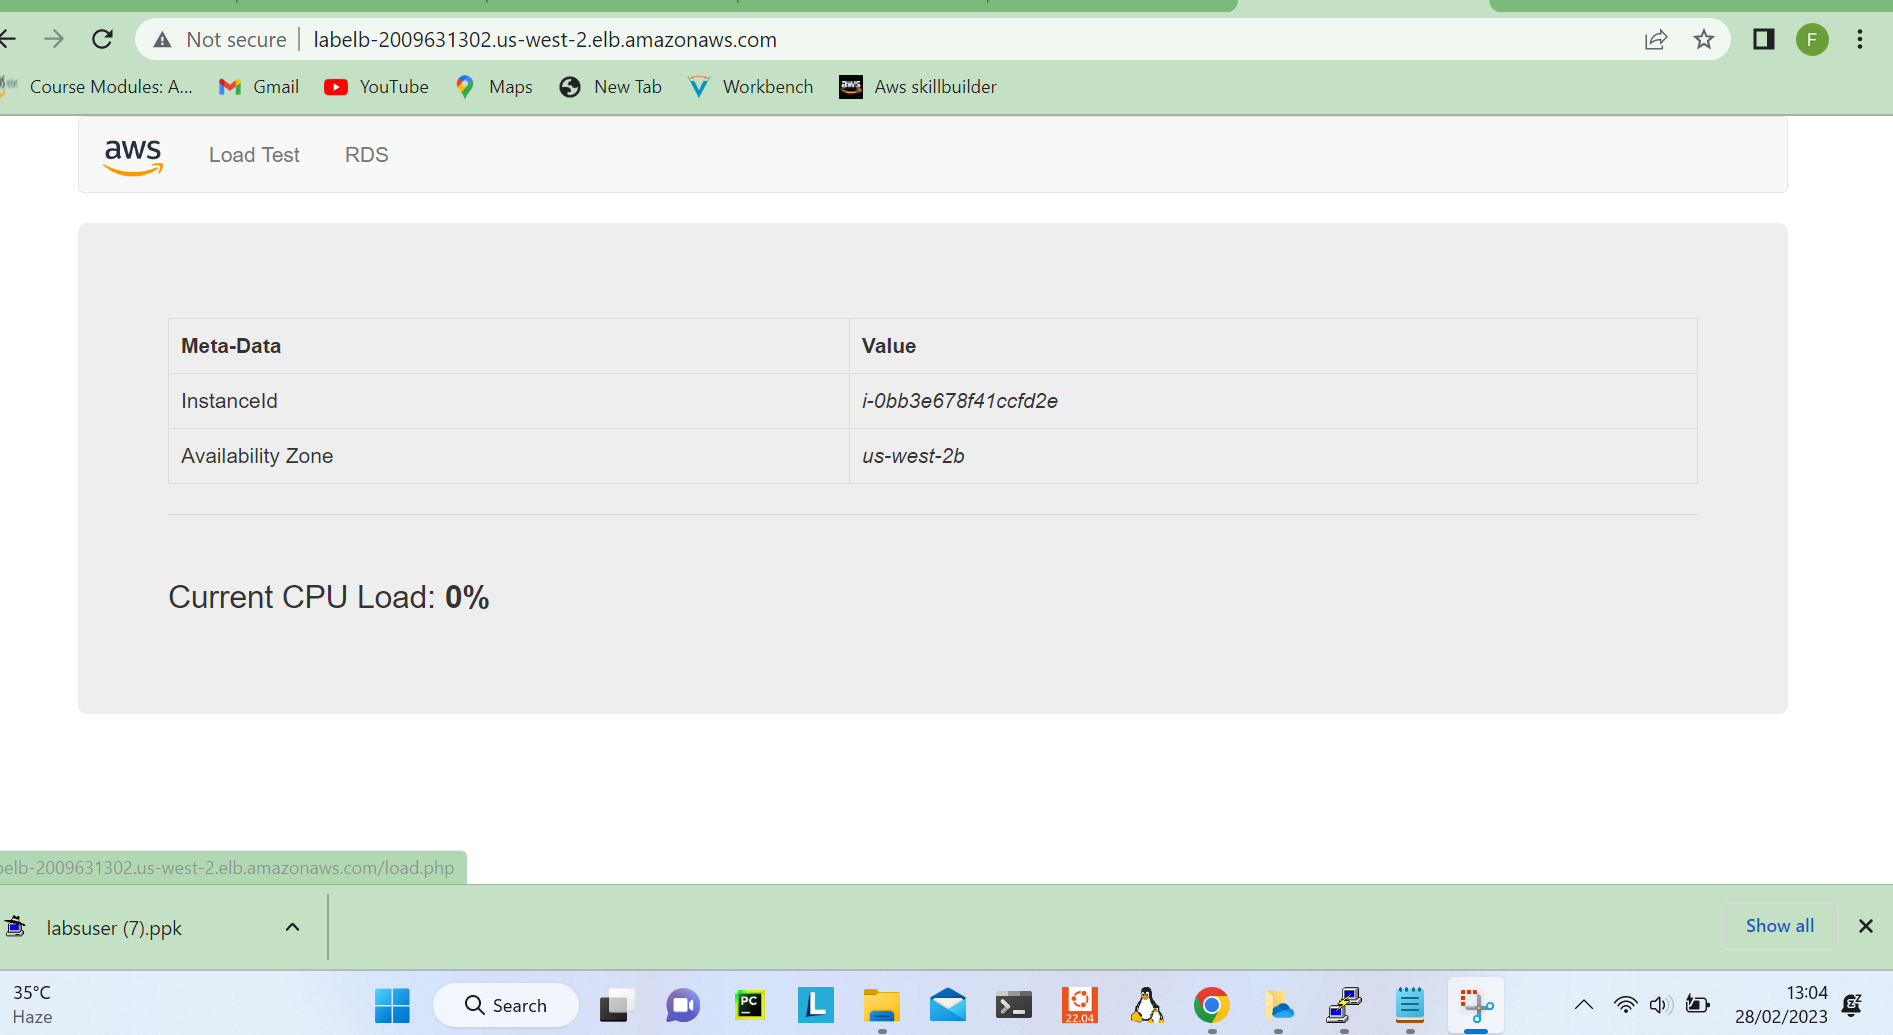 Not secure labelb-2009631302.us-west-2.elb.amazonaws.com F
Course Modules: A... Gmail YouTube Maps New Tab Workbench aws Aws skillbuilder
aws Load Test RDS
Meta-Data Value
InstanceId i-0bb3e678f41ccfd2e
Availability Zone us-west-2b
Current CPU Load: 0%
elb-2009631302.us-west-2.elb.amazonaws.com/load.php
labsuser (7).ppk Show all
35°C
Haze
Search
PC
L
22.04
13:04
28/02/2023